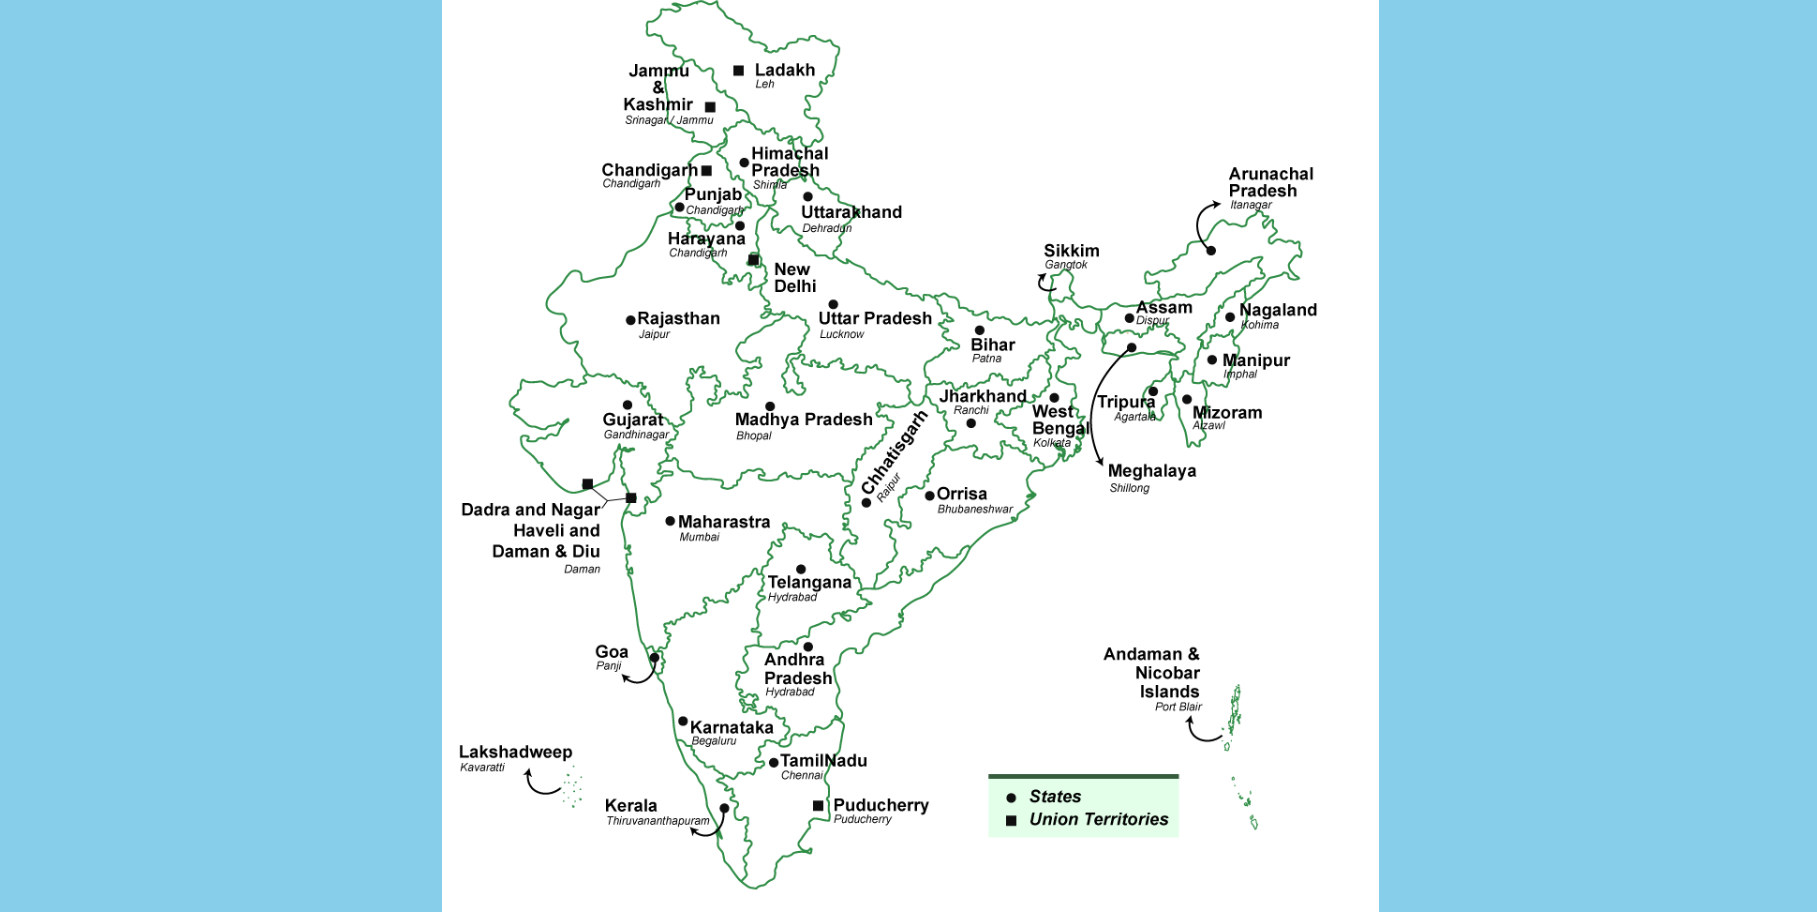 Ladakh
Leh
Jammu
&
Kashmir
Srinagar / Jammu
Himachal
Pradesh
Shimla
Chandigarh
Chandigarh
Punjab
Chandigarh
Uttarakhand
Dehradun
Harayana
Chandigarh
New
Delhi
Arunachal
Pradesh
Itanagar
Sikkim
Gangtok
Rajasthan
Jaipur
Uttar Pradesh
Lucknow
Bihar
Patna
Assam
Dispur
Nagaland
Kohima
Manipur
Imphal
Gujarat
Gandhinagar
Madhya Pradesh
Bhopal
Jharkhand
Ranchi
West
Bengal
Kolkata
Tripura
Agartala
Mizoram
Aizawl
Chhatisgarh
Raipur
Meghalaya
Shillong
Orrisa
Bhubaneshwar
Dadra and Nagar
Haveli and
Daman & Diu
Daman
Maharastra
Mumbai
Telangana
Hydrabad
Goa
Panji
Andhra
Pradesh
Hydrabad
Andaman &
Nicobar
Islands
Port Blair
Karnataka
Begaluru
Lakshadweep
Kavaratti
TamilNadu
Chennai
Kerala
Thiruvananthapuram
Puducherry
Puducherry
States
Union Territories